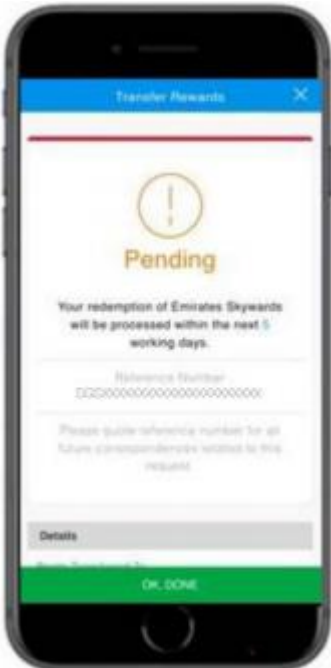 Transfer Rewards
Pending
Your redemption of Emirates Skywards
will be processed within the next 5
working days.
Reference Number
Please quote reference number for all
future correspondences related to this
request
Details
OK, DONE